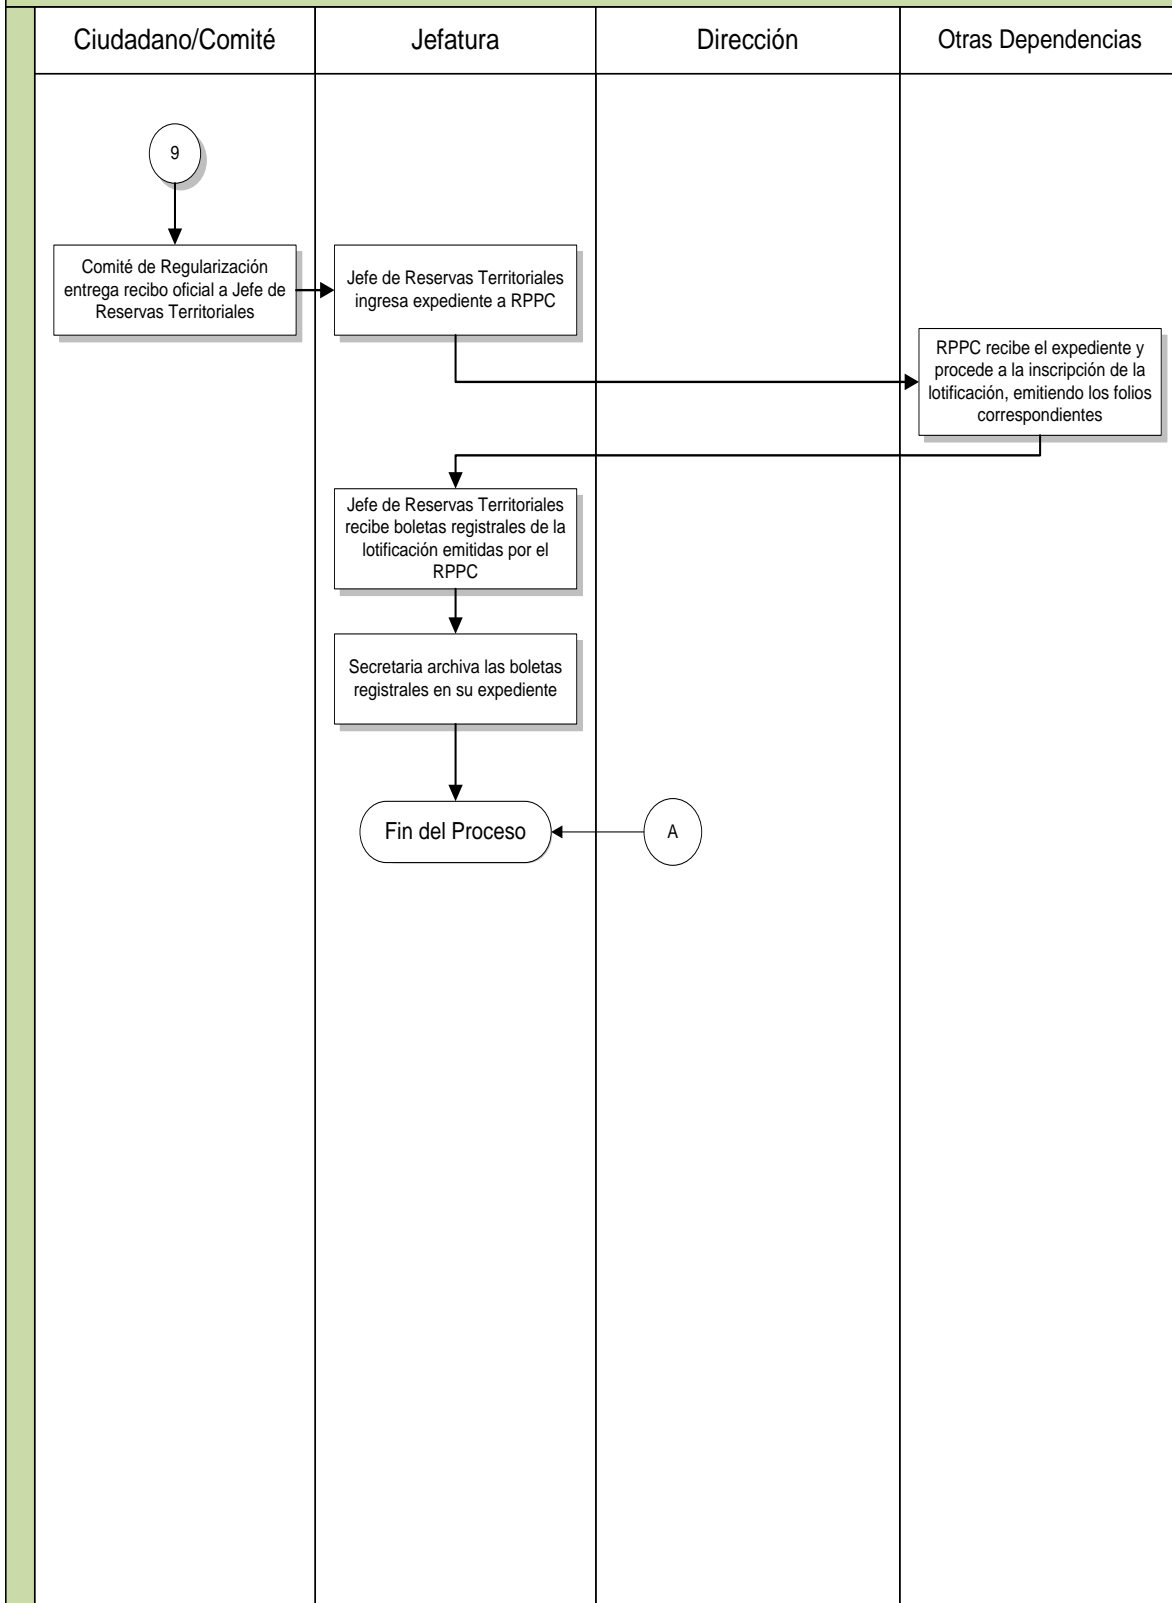 Ciudadano/Comité
Jefatura
Dirección
Otras Dependencias
9
Comité de Regularización
entrega recibo oficial a Jefe de
Reservas Territoriales
Jefe de Reservas Territoriales
ingresa expediente a RPPC
RPPC recibe el expediente y
procede a la inscripción de la
lotificación, emitiendo los folios
correspondientes
Jefe de Reservas Territoriales
recibe boletas registrales de la
lotificación emitidas por el
RPPC
Secretaria archiva las boletas
registrales en su expediente
Fin del Proceso
A